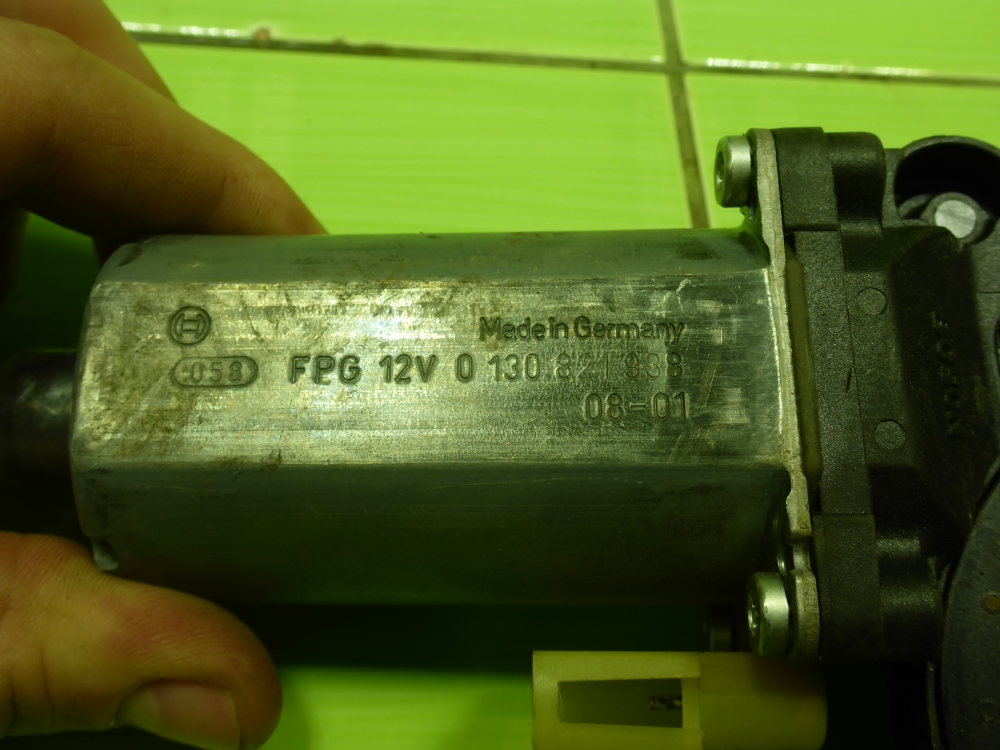 Made in Germany
058 FPG 12V 0 130 821 938
08-01